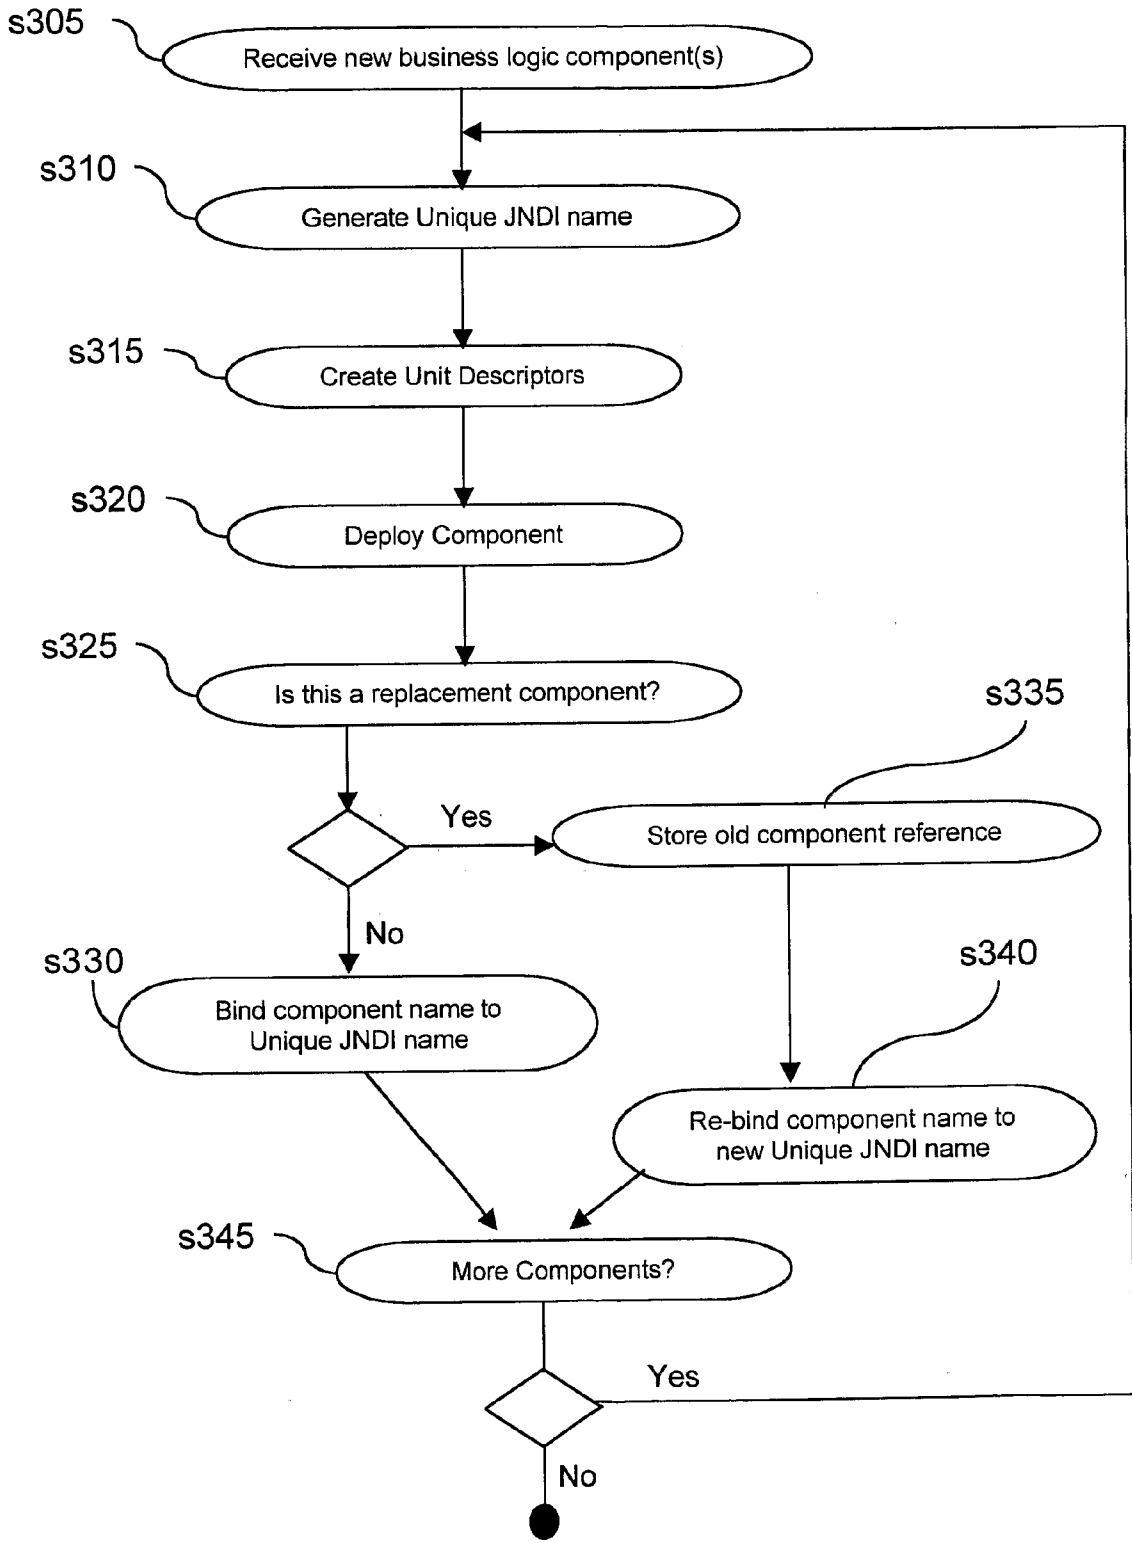 s305
Receive new business logic component(s)
s310
Generate Unique JNDI name
s315
Create Unit Descriptors
s320
Deploy Component
s325
Is this a replacement component?
s335
Yes
Store old component reference
No
s330
s340
Bind component name to
Unique JNDI name
Re-bind component name to
new Unique JNDI name
s345
More Components?
Yes
No